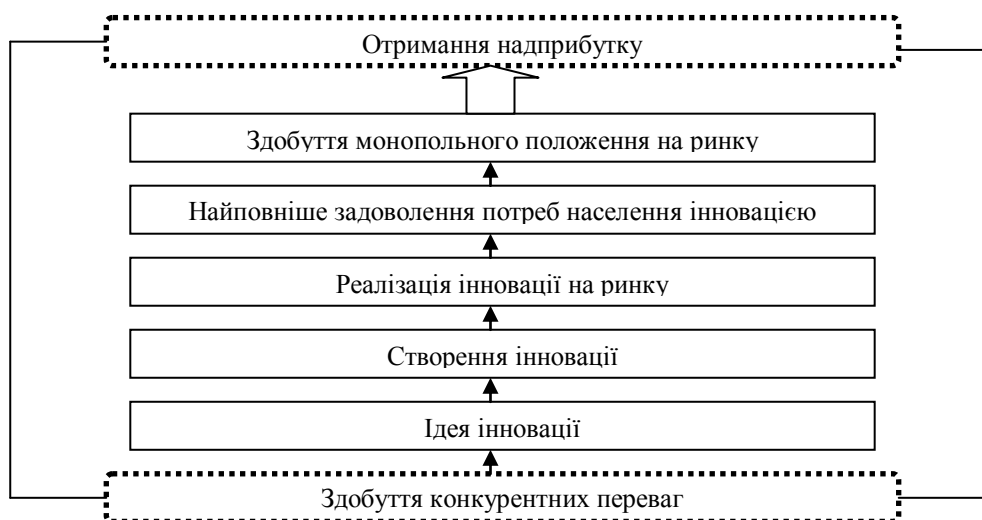 Отримання надприбутку
Здобуття монопольного положення на ринку
Найповніше задоволення потреб населення інновацією
Реалізація інновації на ринку
Створення інновації
Ідея інновації
Здобуття конкурентних переваг